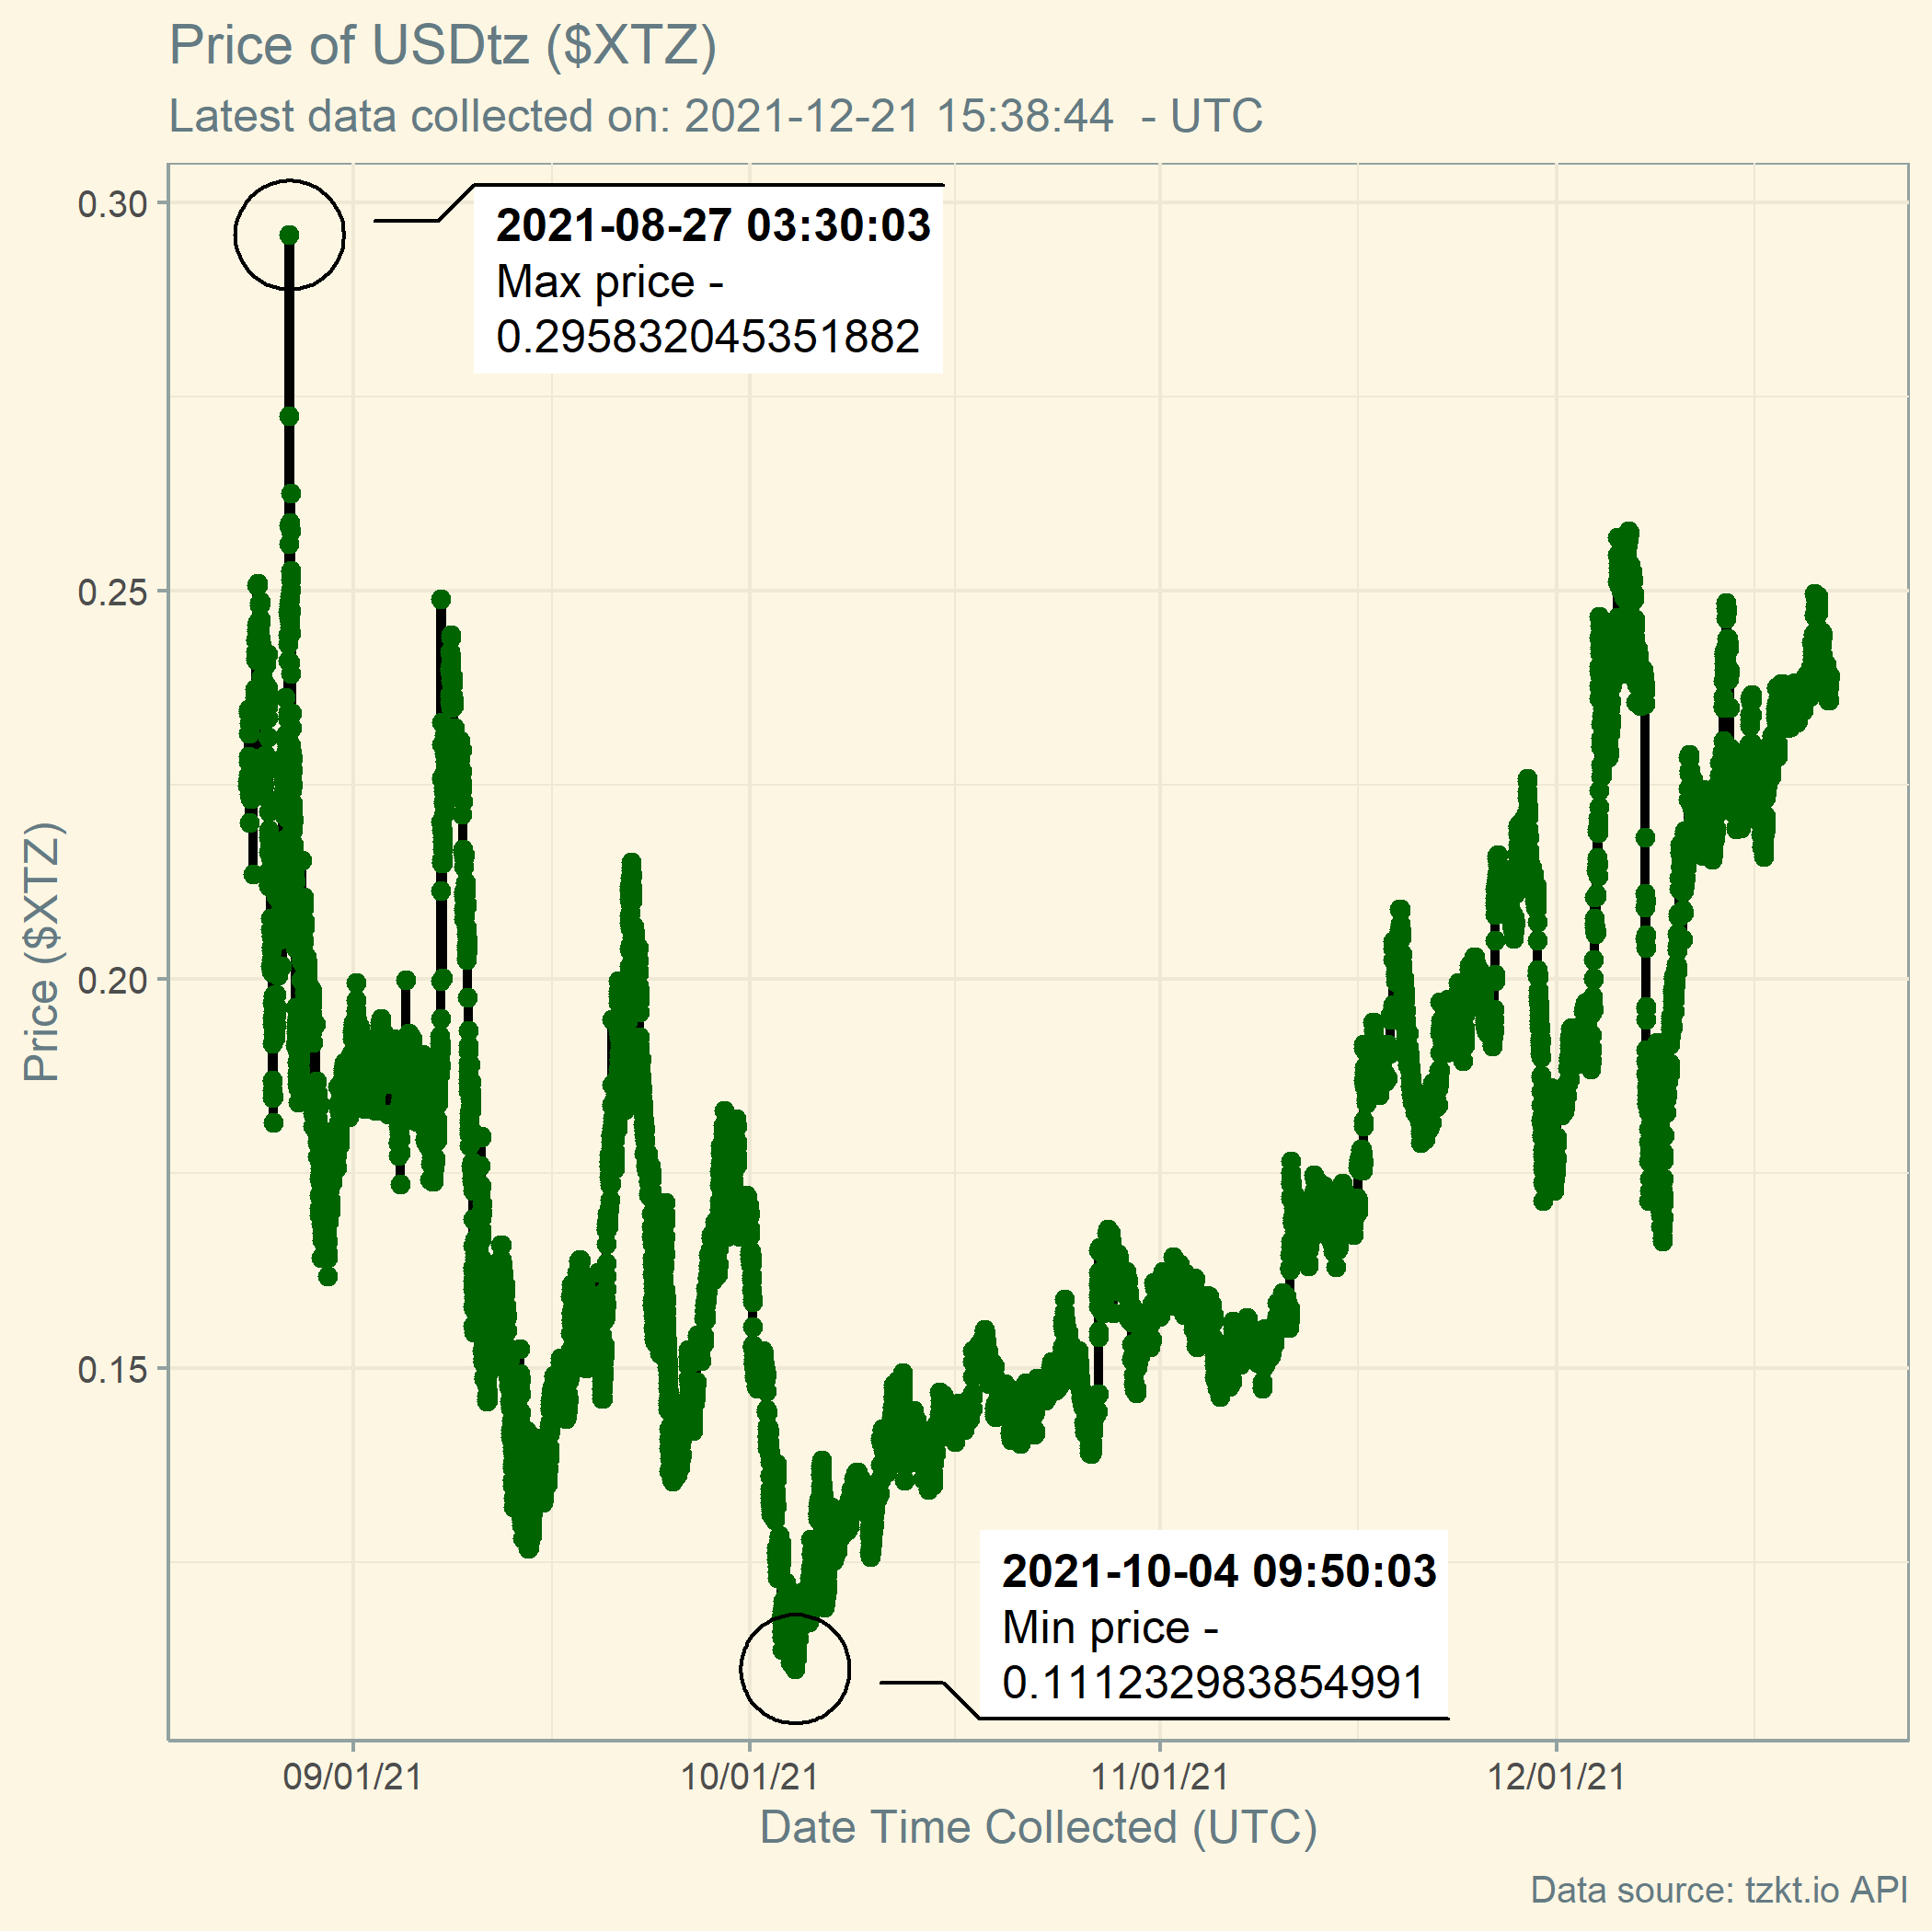 Price of USDtz ($XTZ)
Latest data collected on: 2021-12-21 15:38:44  - UTC
0.30
0.25
0.20
0.15
Price ($XTZ)
2021-08-27 03:30:03
Max price -
0.295832045351882
2021-10-04 09:50:03
Min price -
0.111232983854991
09/01/21
10/01/21
11/01/21
12/01/21
Date Time Collected (UTC)
Data source: tzkt.io API